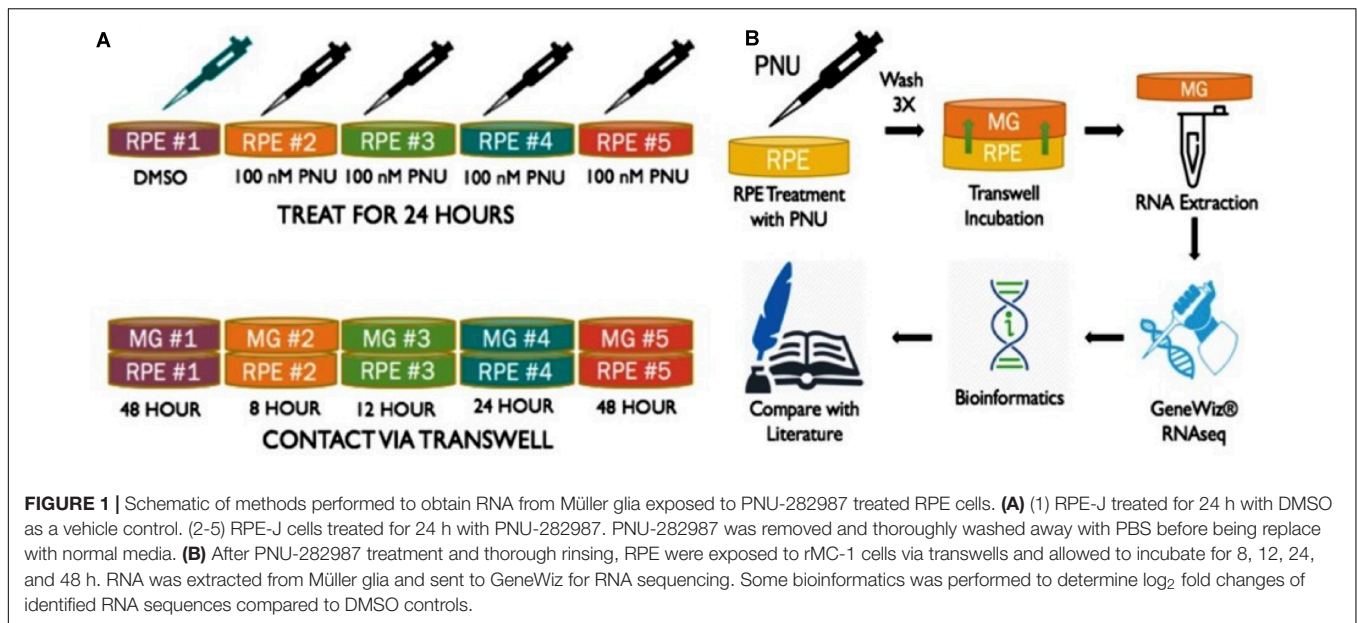 A
RPE #1
RPE #2
RPE #3
RPE #4
RPE #5
DMSO
100 nM PNU
100 nM PNU
100 nM PNU
100 nM PNU
TREAT FOR 24 HOURS
MG #1
MG #2
MG #3
MG #4
MG #5
RPE #1
RPE #2
RPE #3
RPE #4
RPE #5
48 HOUR
8 HOUR
12 HOUR
24 HOUR
48 HOUR
CONTACT VIA TRANSWELL
B
PNU
RPE
RPE Treatment
with PNU
Wash
3X
MG
RPE
Transwell
Incubation
MG
RNA Extraction
GeneWiz®
RNAseq
i
Bioinformatics
Compare with
Literature
FIGURE 1 | Schematic of methods performed to obtain RNA from Müller glia exposed to PNU-282987 treated RPE cells. (A) (1) RPE-J treated for 24 h with DMSO
as a vehicle control. (2-5) RPE-J cells treated for 24 h with PNU-282987. PNU-282987 was removed and thoroughly washed away with PBS before being replace
with normal media. (B) After PNU-282987 treatment and thorough rinsing, RPE were exposed to rMC-1 cells via transwells and allowed to incubate for 8, 12, 24,
and 48 h. RNA was extracted from Müller glia and sent to GeneWiz for RNA sequencing. Some bioinformatics was performed to determine log2 fold changes of
identified RNA sequences compared to DMSO controls.